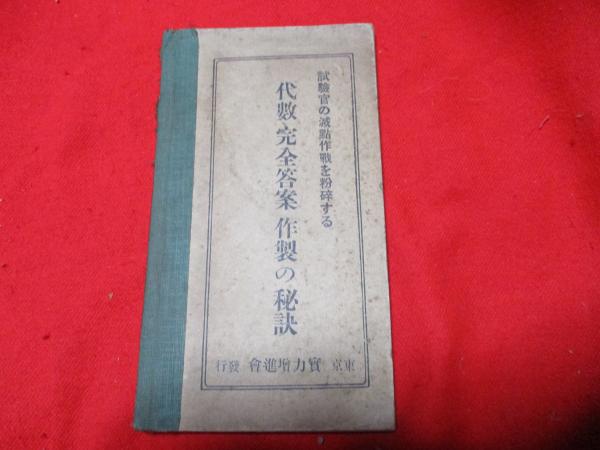 試驗官の減點作戰を粉碎する
代數完全答案作製の秘訣
東京 實力增進會 發行